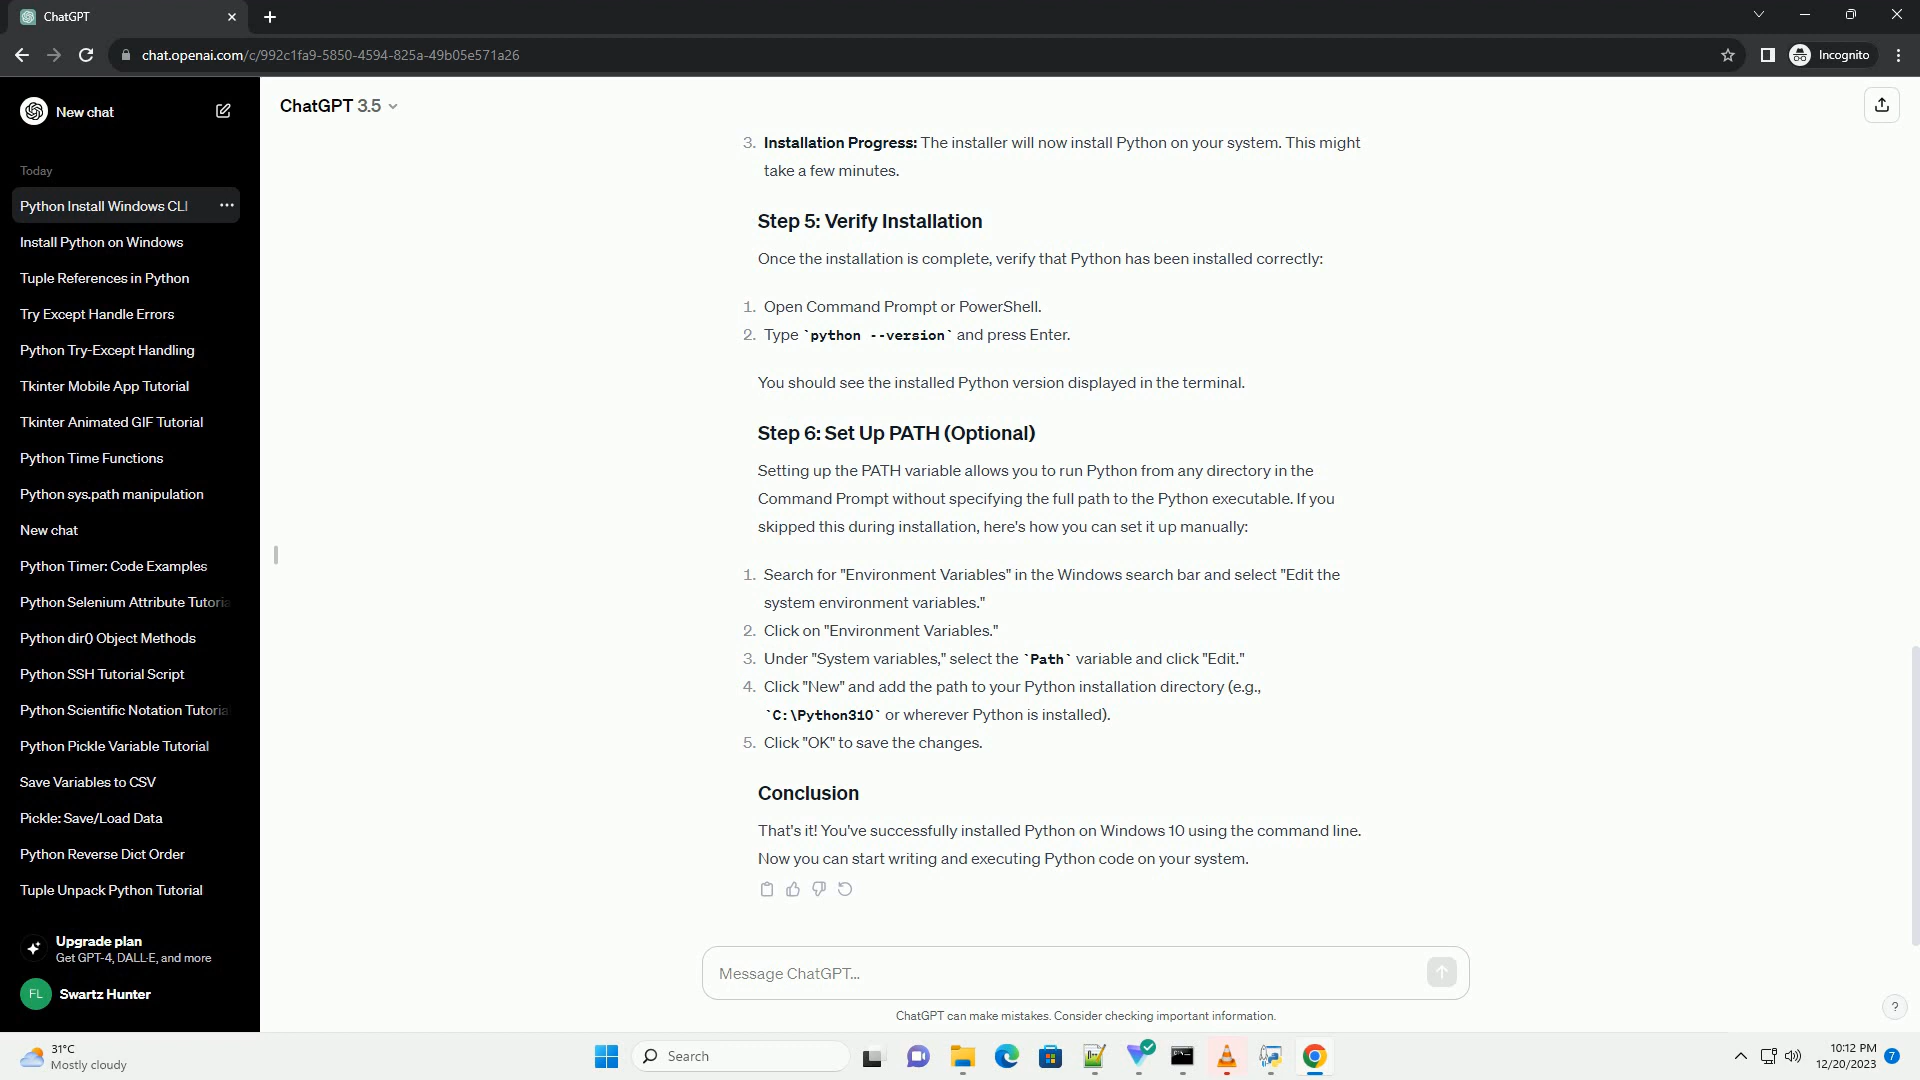 ChatGPT
chat.openai.com/c/992c1fa9-5850-4594-825a-49b05e571a26
Incognito
New chat
Today
Python Install Windows CLI
Install Python on Windows
Tuple References in Python
Try Except Handle Errors
Python Try-Except Handling
Tkinter Mobile App Tutorial
Tkinter Animated GIF Tutorial
Python Time Functions
Python sys.path manipulation
New chat
Python Timer: Code Examples
Python Selenium Attribute Tutoria
Python dir() Object Methods
Python SSH Tutorial Script
Python Scientific Notation Tutoria
Python Pickle Variable Tutorial
Save Variables to CSV
Pickle: Save/Load Data
Python Reverse Dict Order
Tuple Unpack Python Tutorial
Upgrade plan
Get GPT-4, DALL·E, and more
FL
Swartz Hunter
ChatGPT 3.5
3. Installation Progress: The installer will now install Python on your system. This might
take a few minutes.
Step 5: Verify Installation
Once the installation is complete, verify that Python has been installed correctly:
1. Open Command Prompt or PowerShell.
2. Type `python --version` and press Enter.
You should see the installed Python version displayed in the terminal.
Step 6: Set Up PATH (Optional)
Setting up the PATH variable allows you to run Python from any directory in the
Command Prompt without specifying the full path to the Python executable. If you
skipped this during installation, here's how you can set it up manually:
1. Search for "Environment Variables" in the Windows search bar and select "Edit the
system environment variables."
2. Click on "Environment Variables."
3. Under "System variables," select the `Path` variable and click "Edit."
4. Click "New" and add the path to your Python installation directory (e.g.,
`C:\Python310` or wherever Python is installed).
5. Click "OK" to save the changes.
Conclusion
That's it! You've successfully installed Python on Windows 10 using the command line.
Now you can start writing and executing Python code on your system.
Message ChatGPT...
ChatGPT can make mistakes. Consider checking important information.
?
31°C
Mostly cloudy
Search
10:12 PM
12/20/2023
7